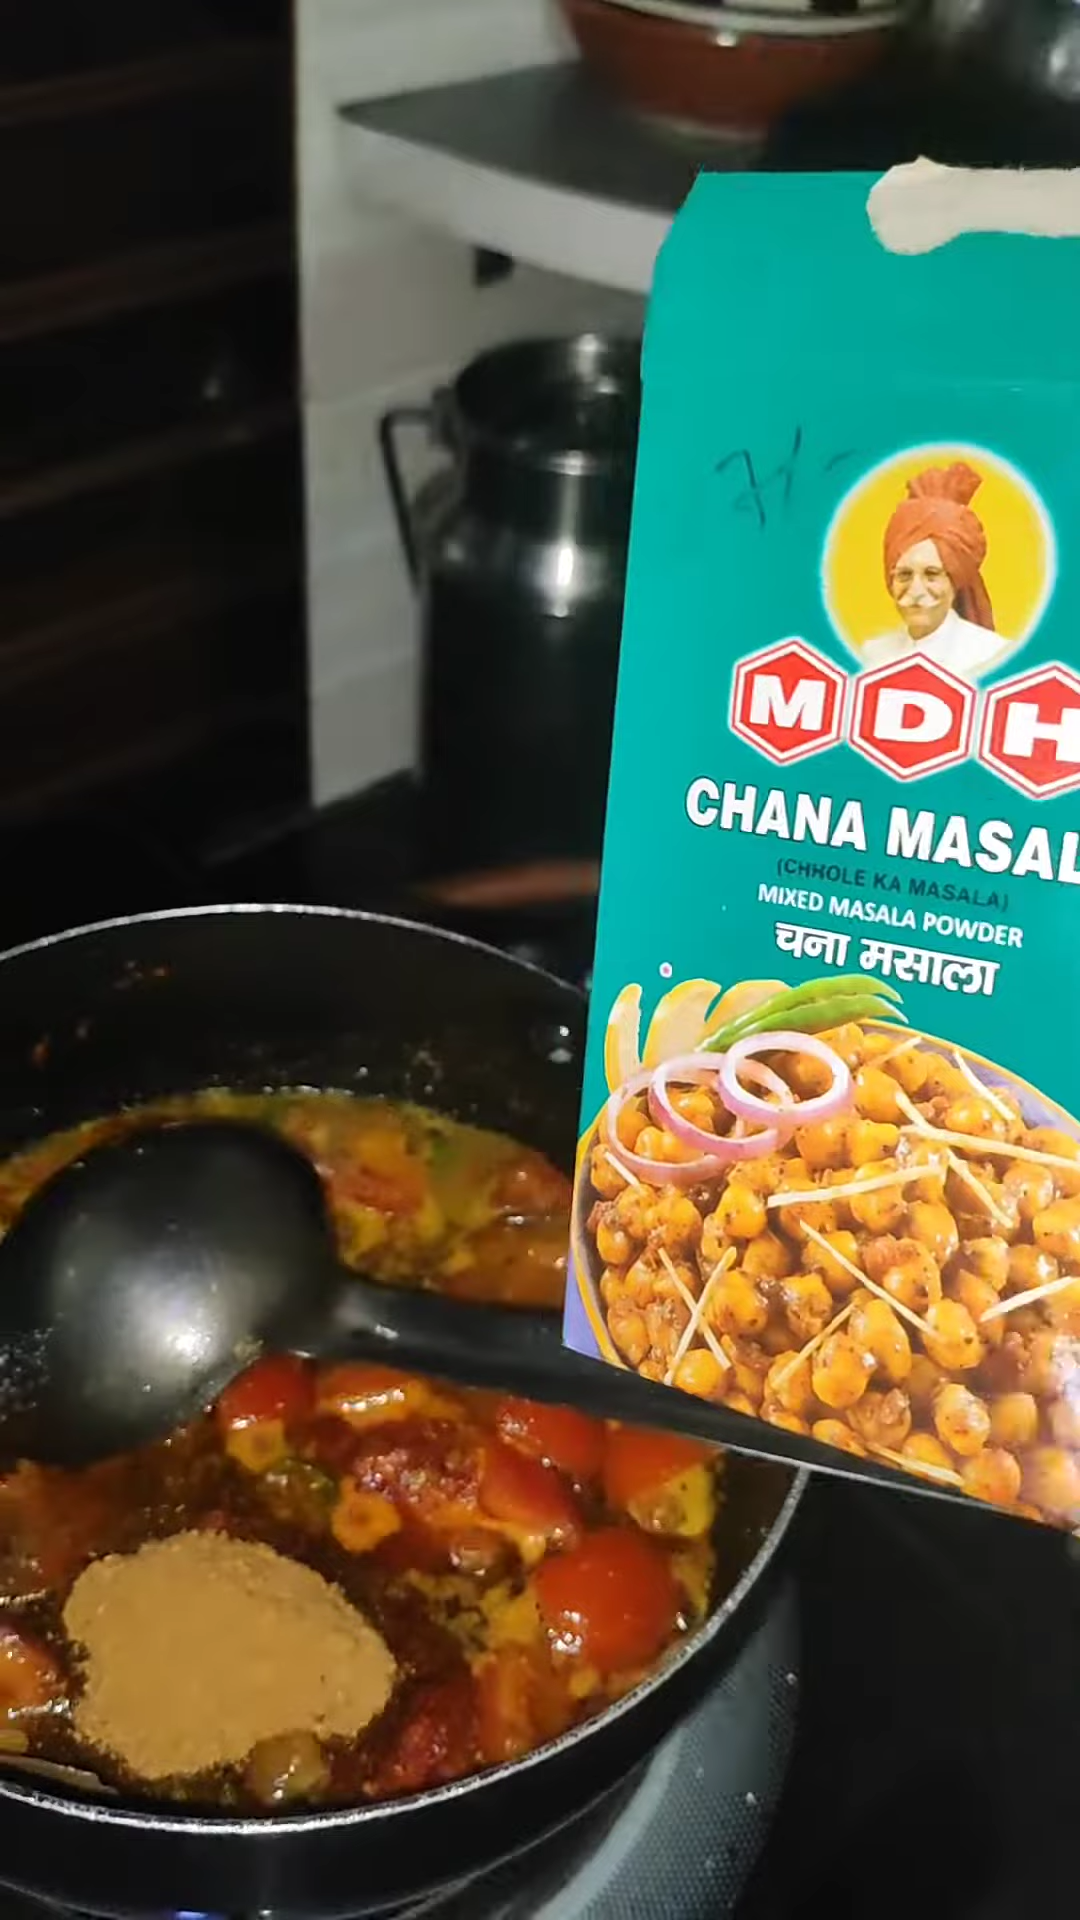 MDH
CHANA MASAL
(CHHOLE KA MASALA)
MIXED MASALA POWDER
चना मसाला